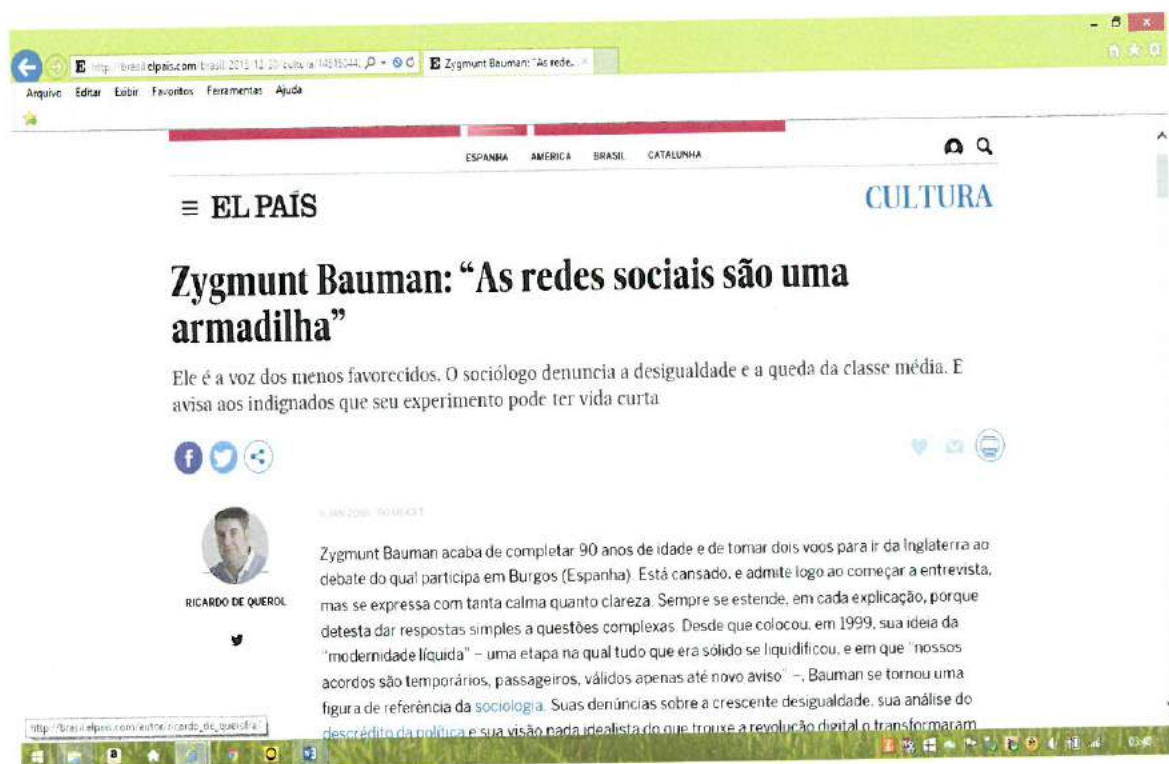 E Zygmunt Bauman: "As rede...
Arquivo Editar Exibir Favoritos Ferramentas Ajuda
ESPANHA AMÉRICA BRASIL CATALUNHA
≡ EL PAÍS
CULTURA
Zygmunt Bauman: “As redes sociais são uma
armadilha”
Ele é a voz dos menos favorecidos. O sociólogo denuncia a desigualdade e a queda da classe média. E
avisa aos indignados que seu experimento pode ter vida curta
RICARDO DE QUEROL
Zygmunt Bauman acaba de completar 90 anos de idade e de tomar dois voos para ir da Inglaterra ao
debate do qual participa em Burgos (Espanha). Está cansado, e admite logo ao começar a entrevista,
mas se expressa com tanta calma quanto clareza. Sempre se estende, em cada explicação, porque
detesta dar respostas simples a questões complexas. Desde que colocou, em 1999, sua ideia da
“modernidade líquida” – uma etapa na qual tudo que era sólido se liquidificou, e em que “nossos
acordos são temporários, passageiros, válidos apenas até novo aviso” –, Bauman se tornou uma
figura de referência da sociologia. Suas denúncias sobre a crescente desigualdade, sua análise do
descrédito da política e sua visão nada idealista do que trouxe a revolução digital o transformaram
03:40